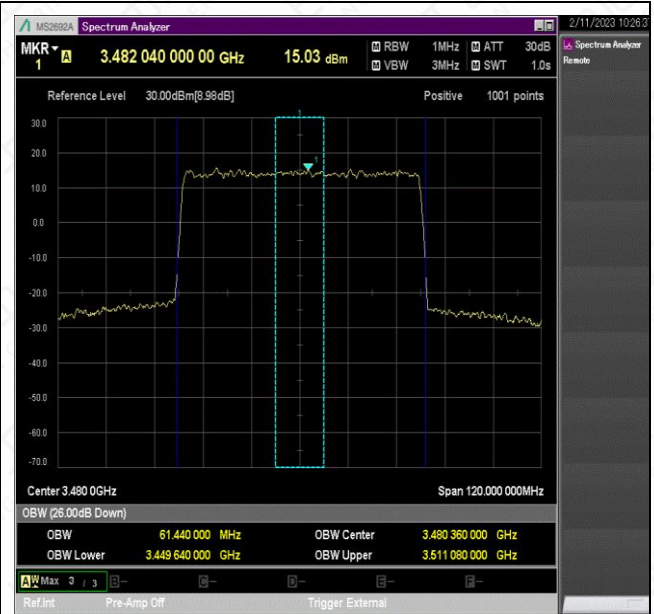 MS2692A Spectrum Analyzer 2/11/2023 10:26:3
MKR 1 A 3.482 040 000 00 GHz 15.03 dBm M RBW 1MHz M ATT 30dB
M VBW 3MHz M SWT 1.0s
Spectrum Analyzer
Remote
Reference Level 30.00dBm[8.98dB] Positive 1001 points
1
30.0
20.0
1
10.0
0.0
-10.0
-20.0
-30.0
-40.0
-50.0
-60.0
-70.0
Center 3.480 0GHz Span 120.000 000MHz
OBW (26.00dB Down)
OBW 61.440 000 MHz OBW Center 3.480 360 000 GHz
OBW Lower 3.449 640 000 GHz OBW Upper 3.511 080 000 GHz
A W Max 3 / 3 B- C- D- E- F-
Ref.Int Pre-Amp Off Trigger External